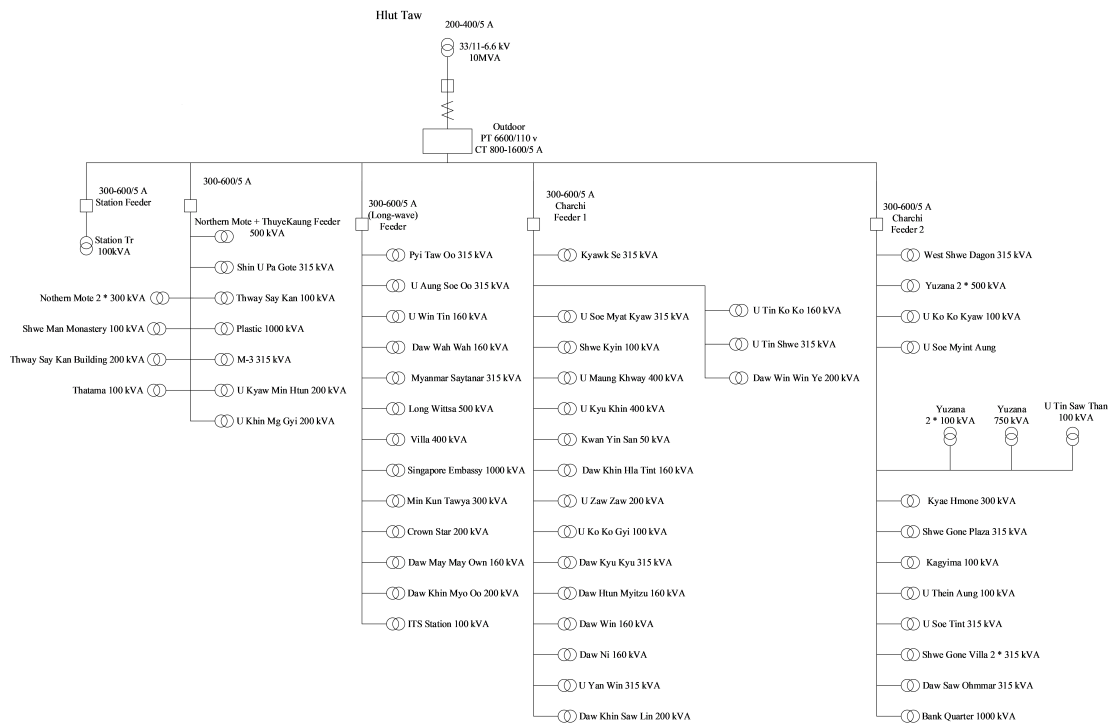 Hlut Taw
200-400/5 A
33/11-6.6 kV
10MVA
Outdoor
PT 6600/110 v
CT 800-1600/5 A
300-600/5 A
Station Feeder
Station Tr
100kVA
300-600/5 A
Northern Mote + ThuyeKaung Feeder
500 kVA
Shin U Pa Gote 315 kVA
Nothern Mote 2 * 300 kVA
Thway Say Kan 100 kVA
Shwe Man Monastery 100 kVA
Plastic 1000 kVA
Thway Say Kan Building 200 kVA
M-3 315 kVA
Thatama 100 kVA
U Kyaw Min Htun 200 kVA
U Khin Mg Gyi 200 kVA
300-600/5 A
(Long-wave)
Feeder
Pyi Taw Oo 315 kVA
U Aung Soe Oo 315 kVA
U Win Tin 160 kVA
Daw Wah Wah 160 kVA
Myanmar Saytanar 315 kVA
Long Wittsa 500 kVA
Villa 400 kVA
Singapore Embassy 1000 kVA
Min Kun Tawya 300 kVA
Crown Star 200 kVA
Daw May May Own 160 kVA
Daw Khin Myo Oo 200 kVA
ITS Station 100 kVA
300-600/5 A
Charchi
Feeder 1
Kyawk Se 315 kVA
U Tin Ko Ko 160 kVA
U Tin Shwe 315 kVA
Daw Win Win Ye 200 kVA
U Soe Myat Kyaw 315 kVA
Shwe Kyin 100 kVA
U Maung Khway 400 kVA
U Kyu Khin 400 kVA
Kwan Yin San 50 kVA
Daw Khin Hla Tint 160 kVA
U Zaw Zaw 200 kVA
U Ko Ko Gyi 100 kVA
Daw Kyu Kyu 315 kVA
Daw Htun Myitzu 160 kVA
Daw Win 160 kVA
Daw Ni 160 kVA
U Yan Win 315 kVA
Daw Khin Saw Lin 200 kVA
300-600/5 A
Charchi
Feeder 2
West Shwe Dagon 315 kVA
Yuzana 2 * 500 kVA
U Ko Ko Kyaw 100 kVA
U Soe Myint Aung
Yuzana
2 * 100 kVA
Yuzana
750 kVA
U Tin Saw Than
100 kVA
Kyae Hmone 300 kVA
Shwe Gone Plaza 315 kVA
Kagyima 100 kVA
U Thein Aung 100 kVA
U Soe Tint 315 kVA
Shwe Gone Villa 2 * 315 kVA
Daw Saw Ohmmar 315 kVA
Bank Quarter 1000 kVA